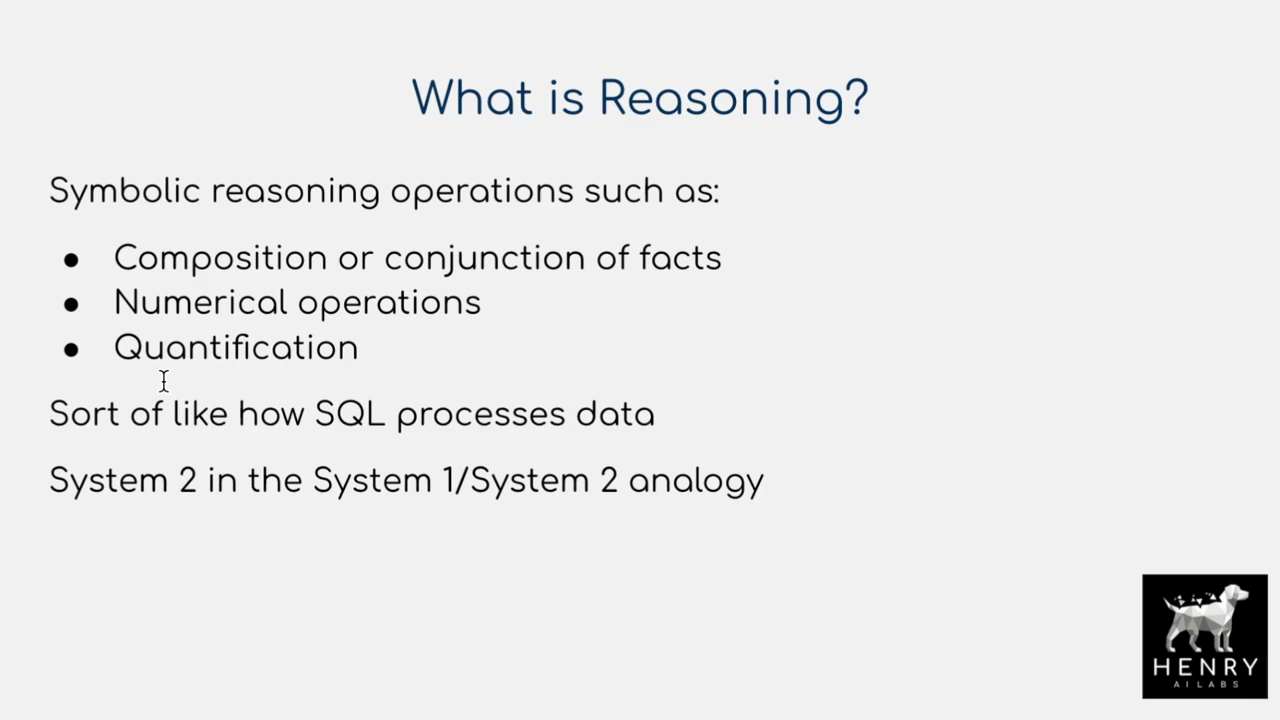 What is Reasoning?
Symbolic reasoning operations such as:
● Composition or conjunction of facts
● Numerical operations
● Quantification
Sort of like how SQL processes data
System 2 in the System 1/System 2 analogy
HENRY
AI LABS